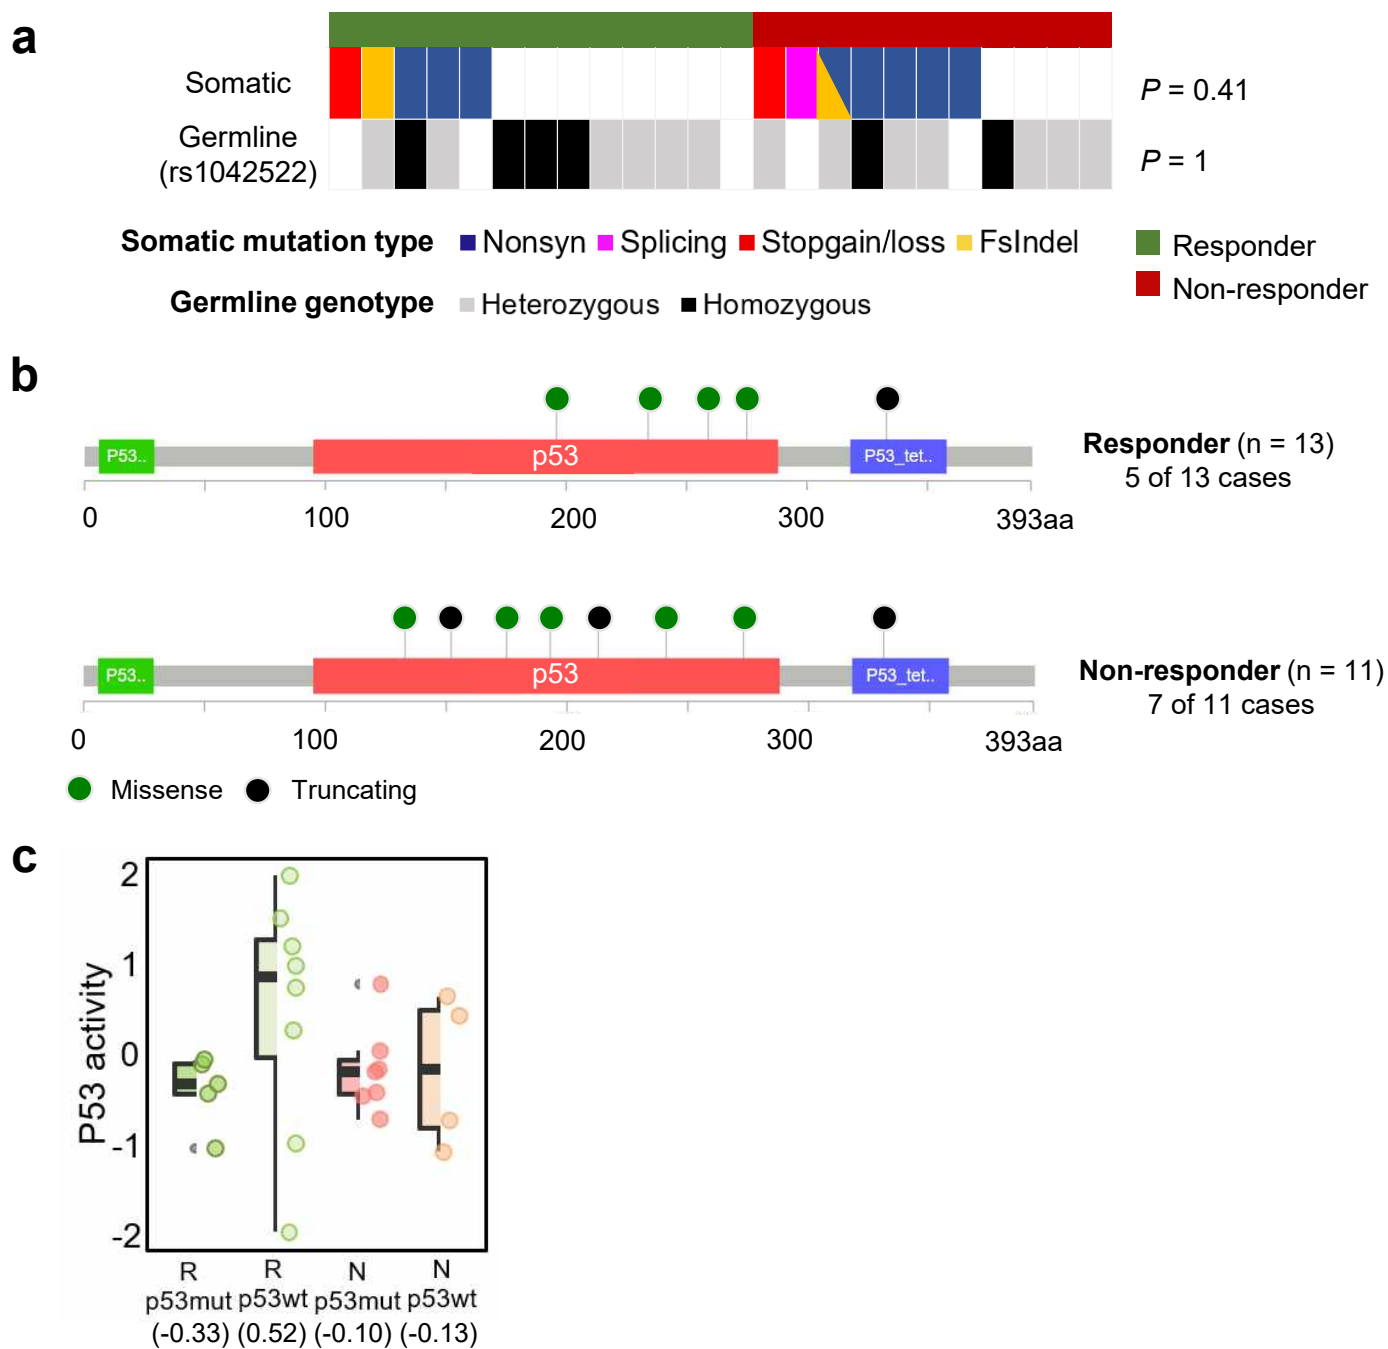 a
Somatic
P = 0.41
Germline
(rs1042522)
P = 1
Somatic mutation type Nonsyn Splicing Stopgain/loss FsIndel
Responder
Non-responder
Germline genotype Heterozygous Homozygous
b
P53.. p53 P53_tet..
0 100 200 300 393aa
Responder (n = 13)
5 of 13 cases
P53.. p53 P53_tet..
0 100 200 300 393aa
Non-responder (n = 11)
7 of 11 cases
Missense Truncating
c
P53 activity
2
1
0
-1
-2
R R N N
p53mut p53wt p53mut p53wt
(-0.33) (0.52) (-0.10) (-0.13)